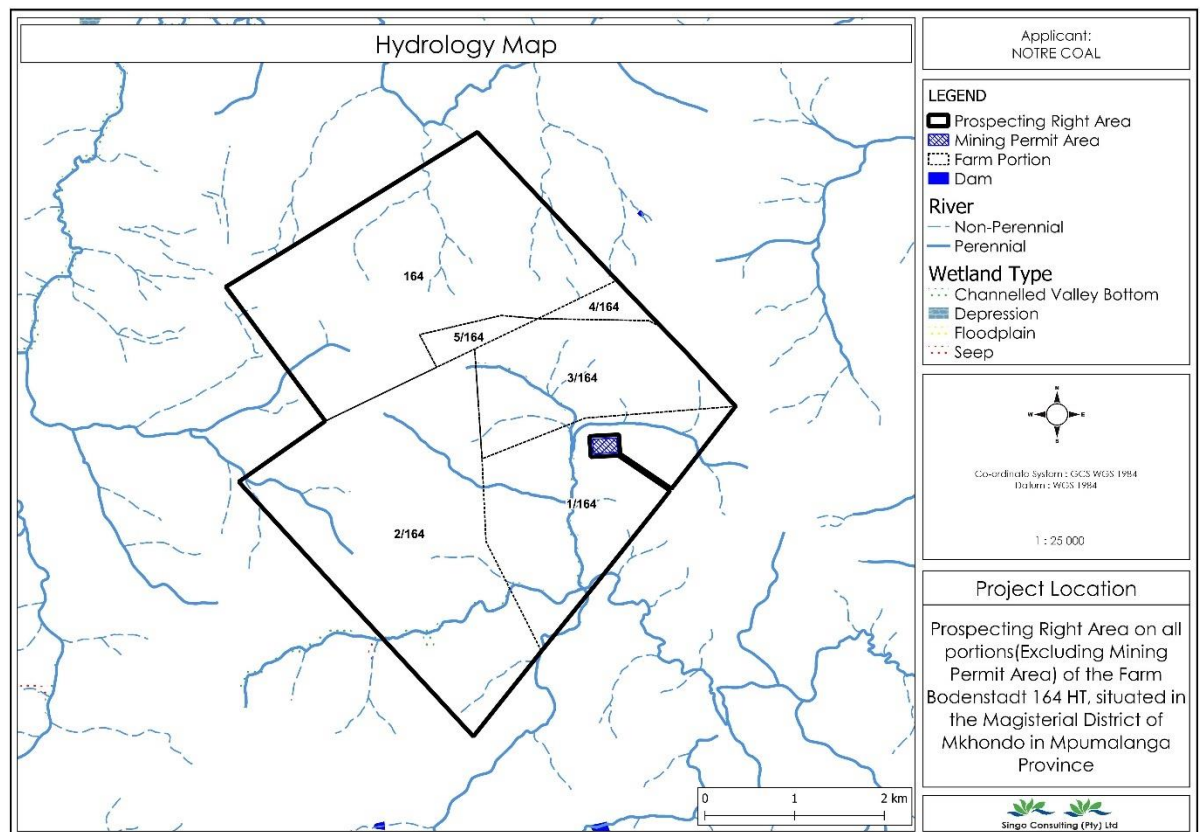 Hydrology Map
164
4/164
5/164
3/164
1/164
2/164
0 1 2 km
Applicant:
NOTRE COAL
LEGEND
Prospecting Right Area
Mining Permit Area
Farm Portion
Dam
River
Non-Perennial
Perennial
Wetland Type
Channelled Valley Bottom
Depression
Floodplain
Seep
N
W E
S
Co-ordinate System : GCS WGS 1984
Datum : WGS 1984
1 : 25 000
Project Location
Prospecting Right Area on all
portions(Excluding Mining
Permit Area) of the Farm
Bodenstadt 164 HT, situated in
the Magisterial District of
Mkhondo in Mpumalanga
Province
Singo Consulting (Pty) Ltd